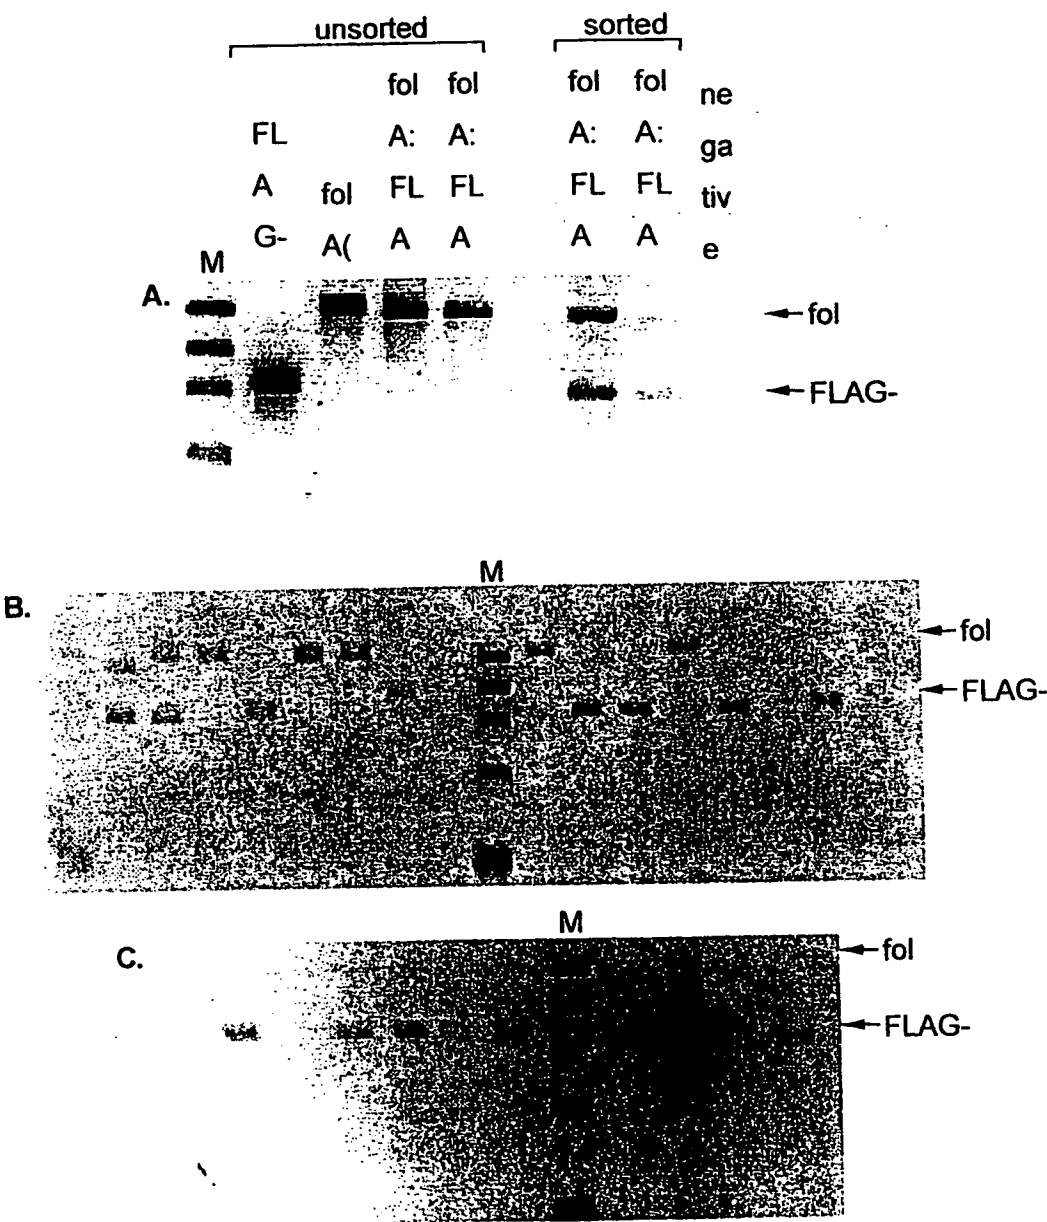 unsorted sorted
fol fol fol fol ne
FL A: A: A: A: ga
A fol FL FL FL FL tiv
G- A( A A A A e
M
A.
fol
FLAG-
M
B.
fol
FLAG-
M
C.
fol
FLAG-